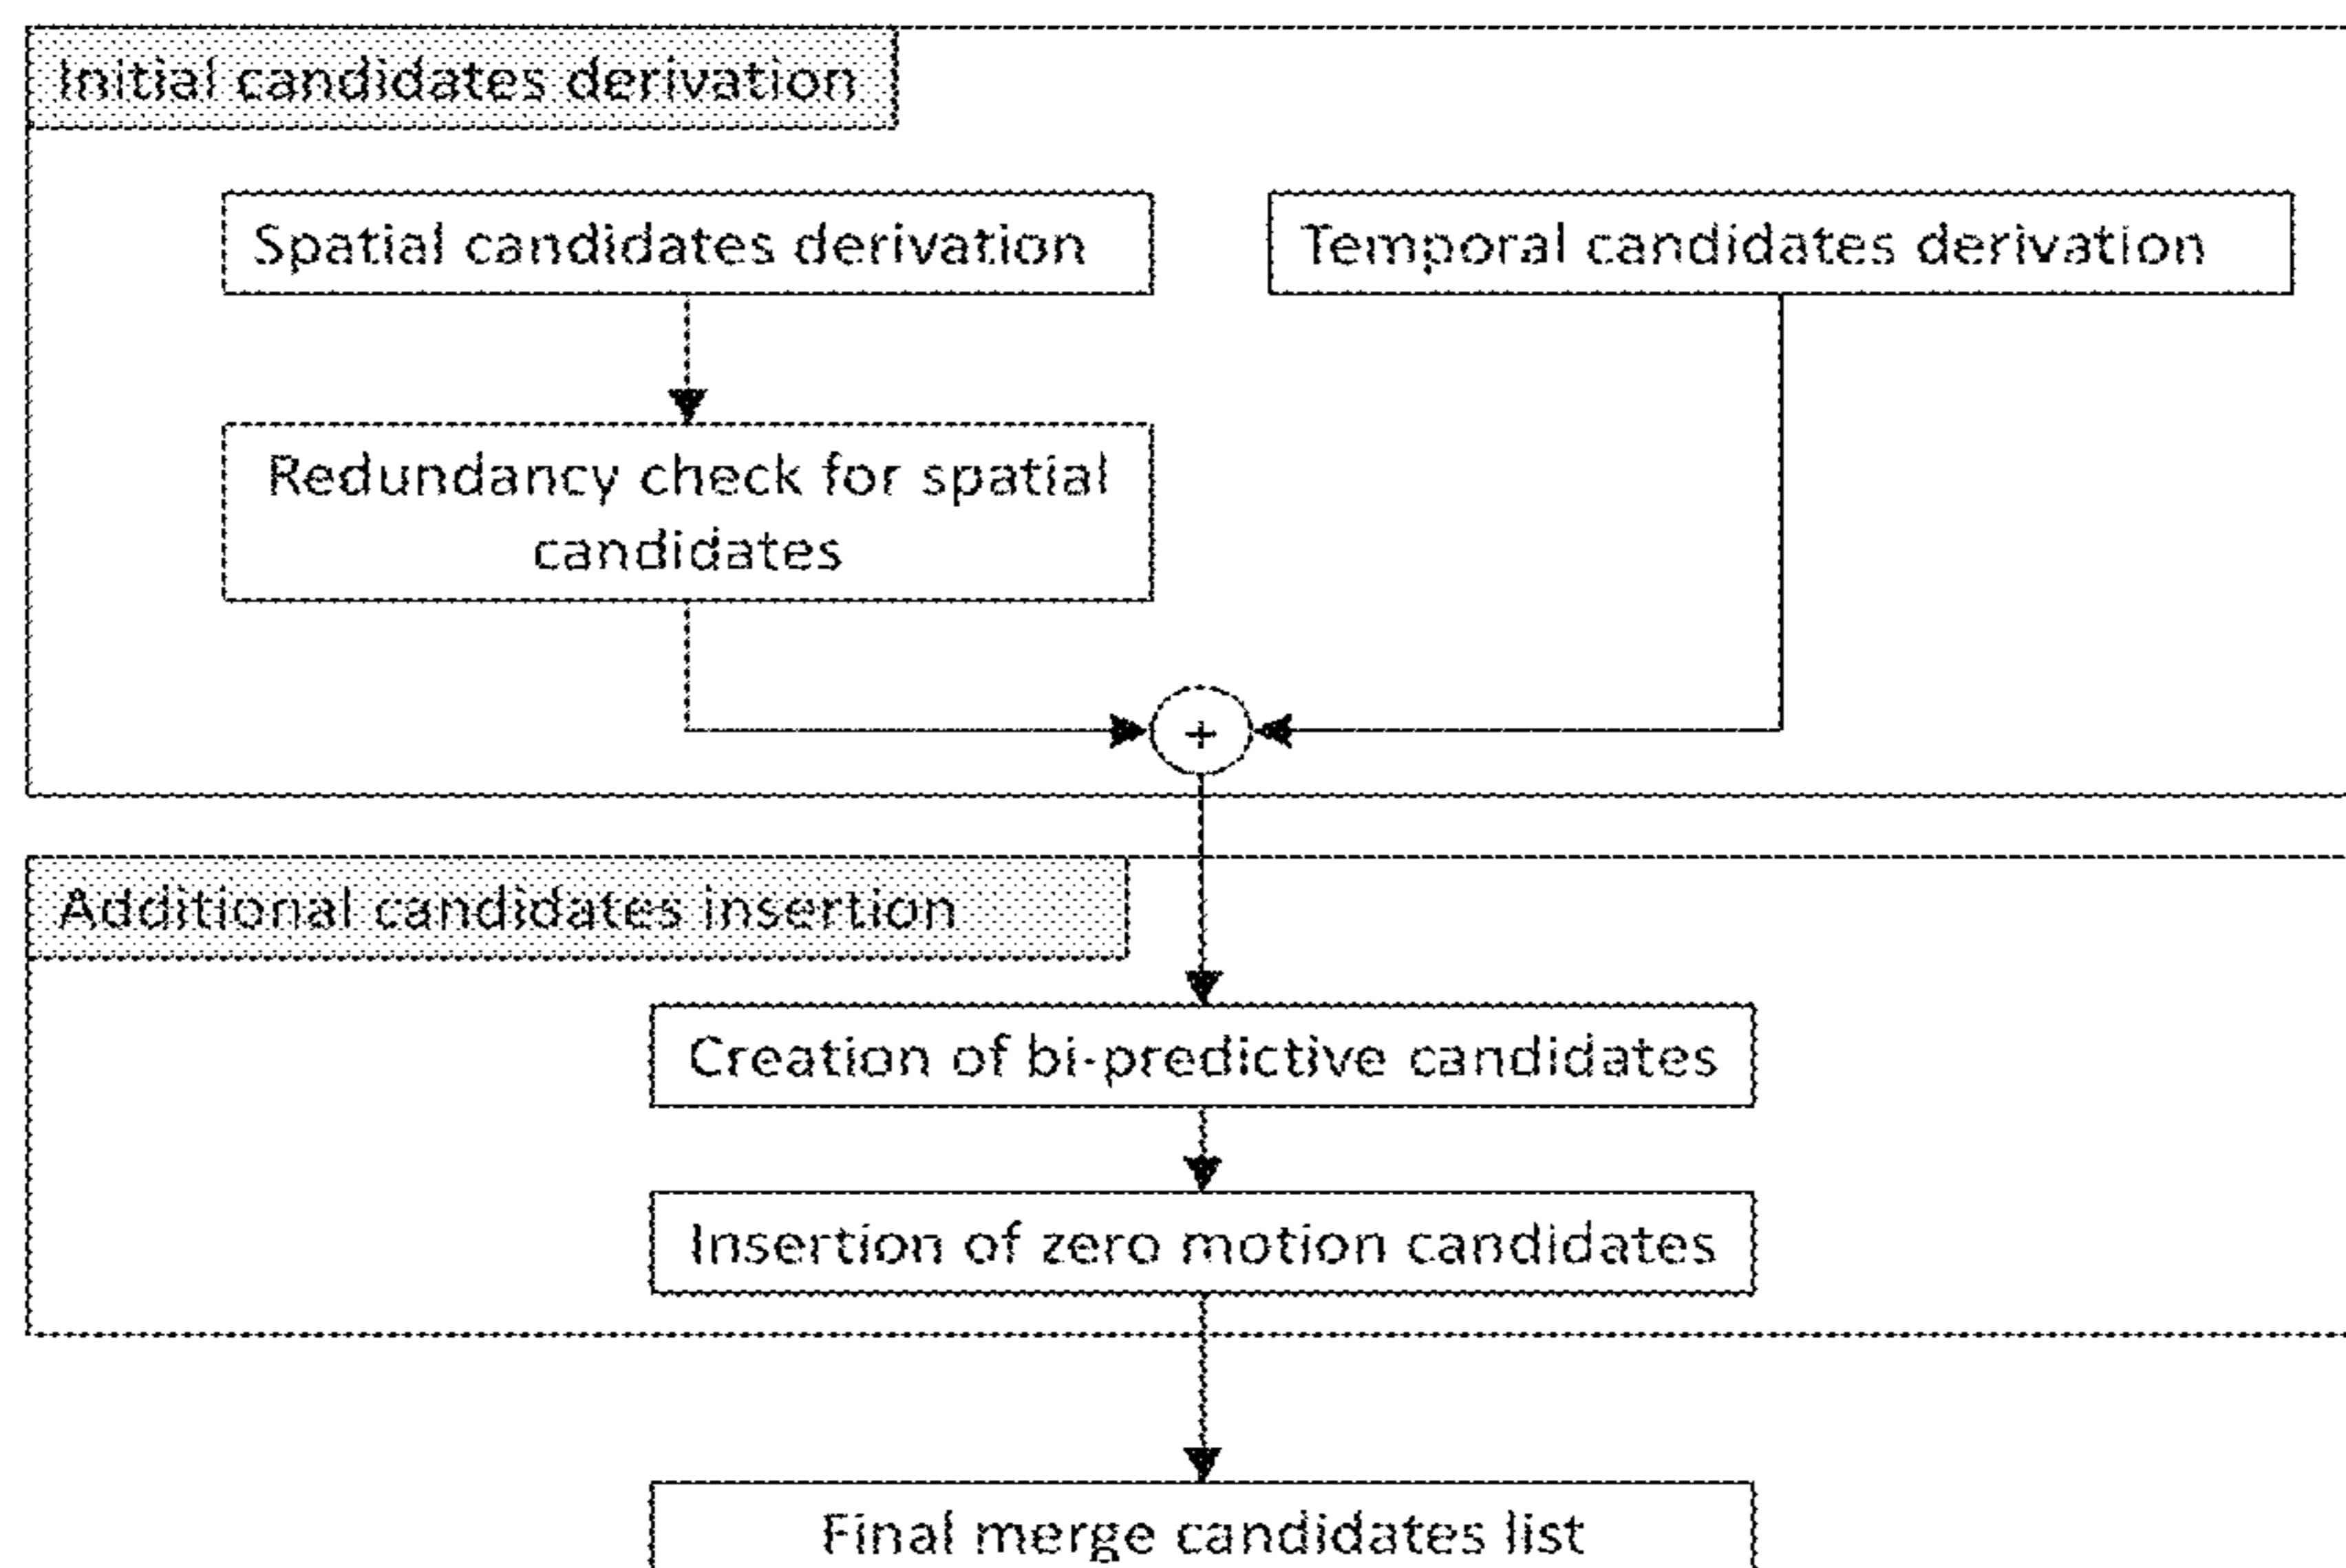 Initial candidates derivation
Spatial candidates derivation
Temporal candidates derivation
Redundancy check for spatial
candidates
+
Additional candidates insertion
Creation of bi-predictive candidates
Insertion of zero motion candidates
Final merge candidates list